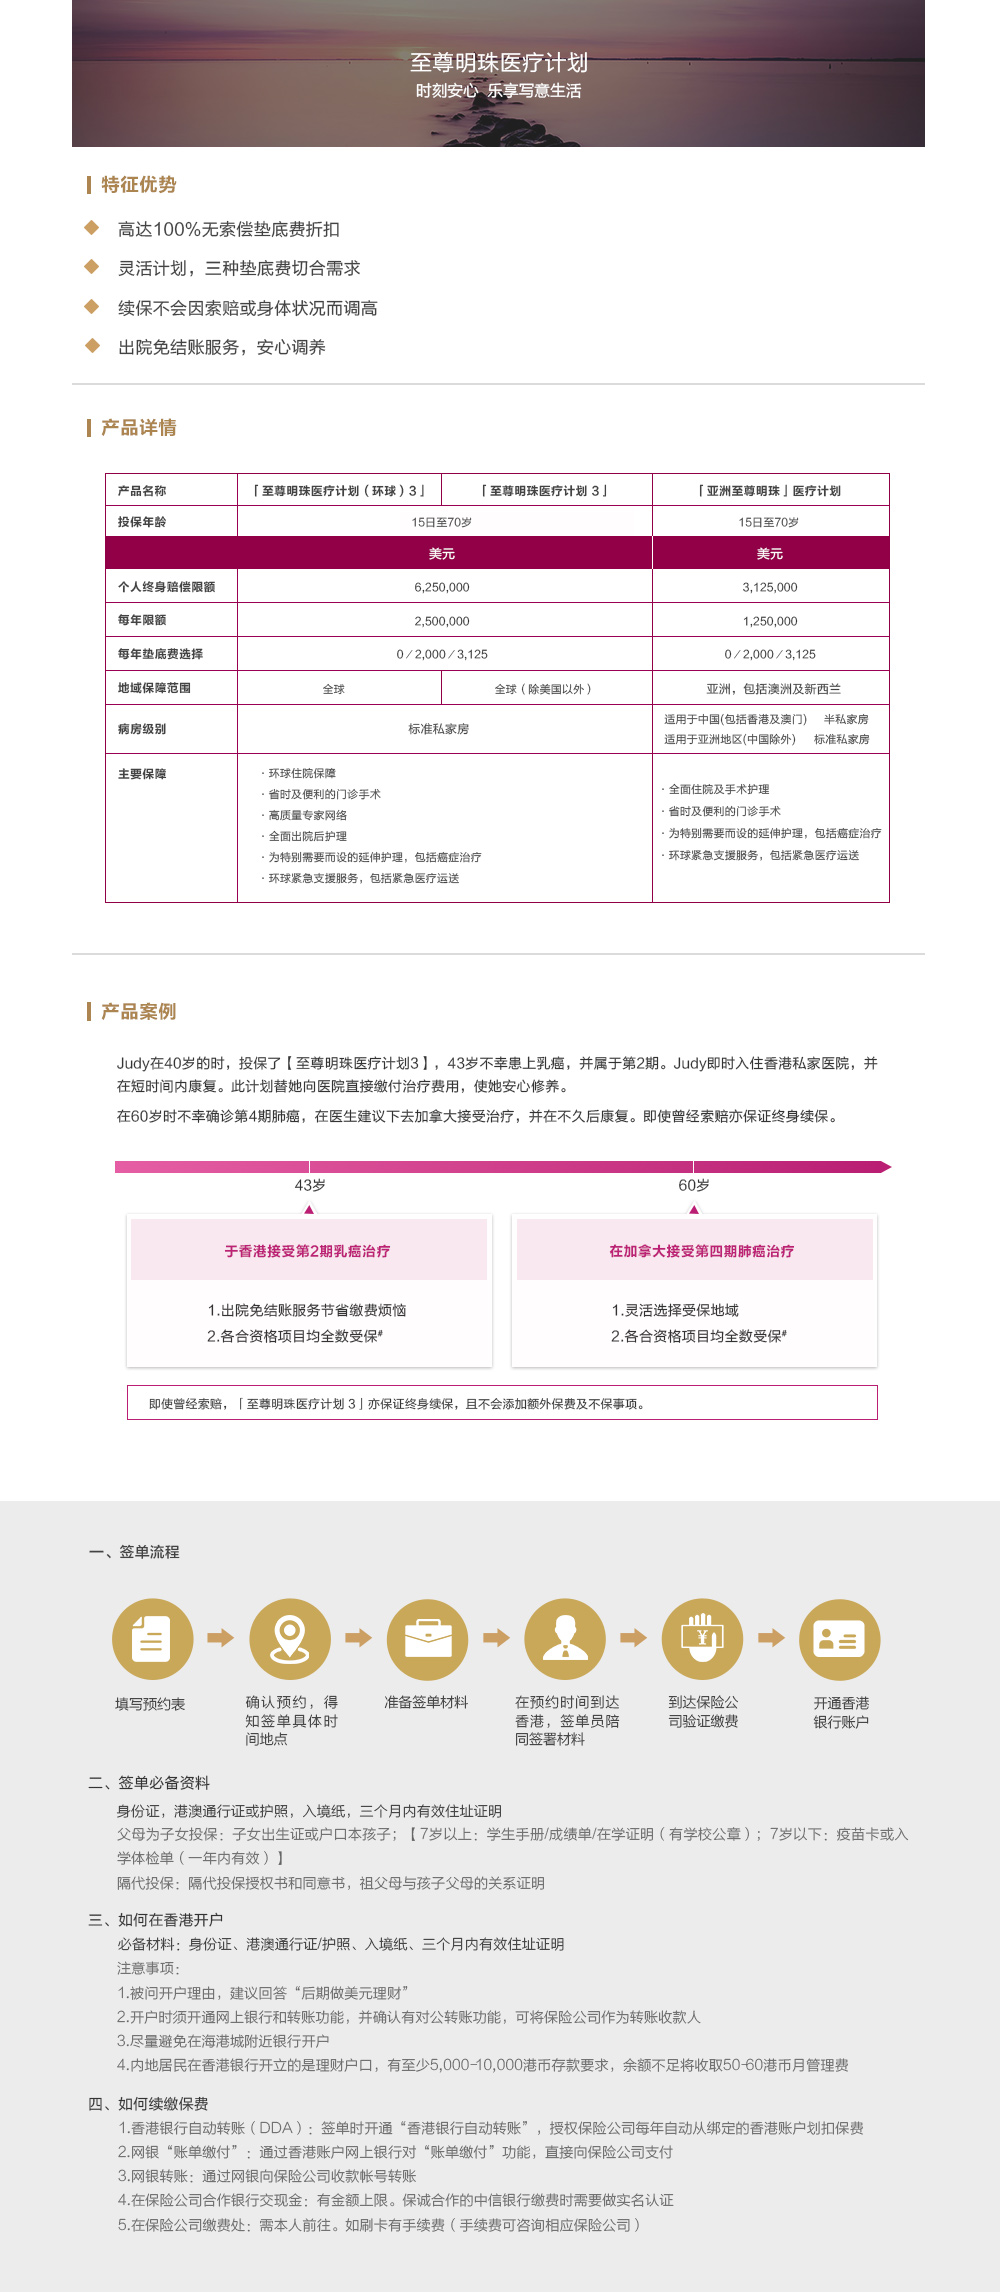 至尊明珠医疗计划
时刻安心 乐享写意生活
特征优势
高达100%无索偿垫底费折扣
灵活计划，三种垫底费切合需求
续保不会因索赔或身体状况而调高
出院免结账服务，安心调养
产品详情
产品名称 「至尊明珠医疗计划（环球）3」 「至尊明珠医疗计划 3」 「亚洲至尊明珠」医疗计划
投保年龄 15日至70岁 15日至70岁
美元 美元
个人终身赔偿限额 6,250,000 3,125,000
每年限额 2,500,000 1,250,000
每年垫底费选择 0／2,000／3,125 0／2,000／3,125
地域保障范围 全球 全球（除美国以外） 亚洲，包括澳洲及新西兰
病房级别 标准私家房
适用于中国(包括香港及澳门) 半私家房
适用于亚洲地区(中国除外) 标准私家房
主要保障
· 环球住院保障
· 省时及便利的门诊手术
· 高质量专家网络
· 全面出院后护理
· 为特别需要而设的延伸护理，包括癌症治疗
· 环球紧急支援服务，包括紧急医疗运送
· 全面住院及手术护理
· 省时及便利的门诊手术
· 为特别需要而设的延伸护理，包括癌症治疗
· 环球紧急支援服务，包括紧急医疗运送
产品案例
Judy在40岁的时，投保了【至尊明珠医疗计划3】，43岁不幸患上乳癌，并属于第2期。Judy即时入住香港私家医院，并
在短时间内康复。此计划替她向医院直接缴付治疗费用，使她安心修养。
在60岁时不幸确诊第4期肺癌，在医生建议下去加拿大接受治疗，并在不久后康复。即使曾经索赔亦保证终身续保。
43岁 60岁
于香港接受第2期乳癌治疗
1.出院免结账服务节省缴费烦恼
2.各合资格项目均全数受保#
在加拿大接受第四期肺癌治疗
1.灵活选择受保地域
2.各合资格项目均全数受保#
即使曾经索赔，「至尊明珠医疗计划 3」亦保证终身续保，且不会添加额外保费及不保事项。
一、签单流程
¥
填写预约表
确认预约，得
知签单具体时
间地点
准备签单材料
在预约时间到达
香港，签单员陪
同签署材料
到达保险公
司验证缴费
开通香港
银行账户
二、签单必备资料
身份证，港澳通行证或护照，入境纸，三个月内有效住址证明
父母为子女投保：子女出生证或户口本孩子；【7岁以上：学生手册/成绩单/在学证明（有学校公章）；7岁以下：疫苗卡或入
学体检单（一年内有效）】
隔代投保：隔代投保授权书和同意书，祖父母与孩子父母的关系证明
三、如何在香港开户
必备材料：身份证、港澳通行证/护照、入境纸、三个月内有效住址证明
注意事项：
1.被问开户理由，建议回答“后期做美元理财”
2.开户时须开通网上银行和转账功能，并确认有对公转账功能，可将保险公司作为转账收款人
3.尽量避免在海港城附近银行开户
4.内地居民在香港银行开立的是理财户口，有至少5,000-10,000港币存款要求，余额不足将收取50-60港币月管理费
四、如何续缴保费
1.香港银行自动转账（DDA）：签单时开通“香港银行自动转账”，授权保险公司每年自动从绑定的香港账户划扣保费
2.网银“账单缴付”：通过香港账户网上银行对“账单缴付”功能，直接向保险公司支付
3.网银转账：通过网银向保险公司收款帐号转账
4.在保险公司合作银行交现金：有金额上限。保诚合作的中信银行缴费时需要做实名认证
5.在保险公司缴费处：需本人前往。如刷卡有手续费（手续费可咨询相应保险公司）